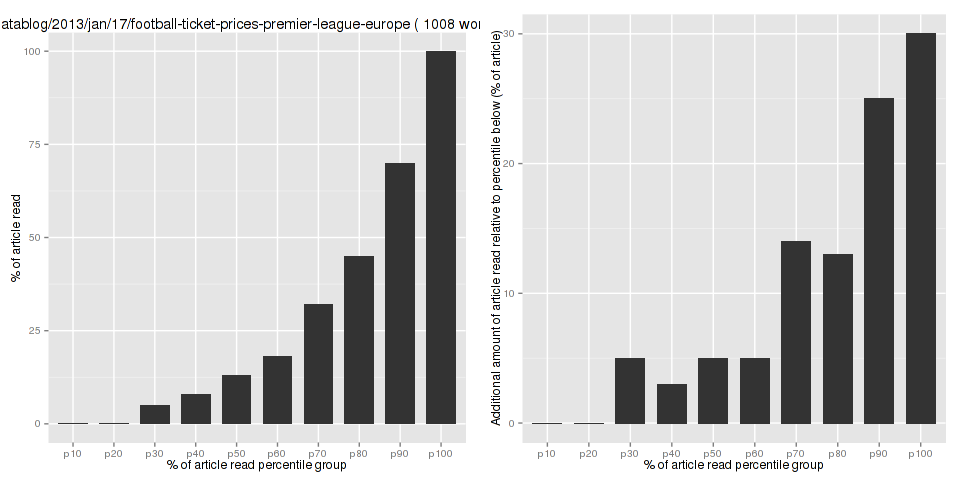 atablog/2013/jan/17/football-ticket-prices-premier-league-europe ( 1008 wor
100
75
50
25
0
% of article read
p10 p20 p30 p40 p50 p60 p70 p80 p90 p100
% of article read percentile group
30
20
10
0
Additional amount of article read relative to percentile below (% of article)
p10 p20 p30 p40 p50 p60 p70 p80 p90 p100
% of article read percentile group